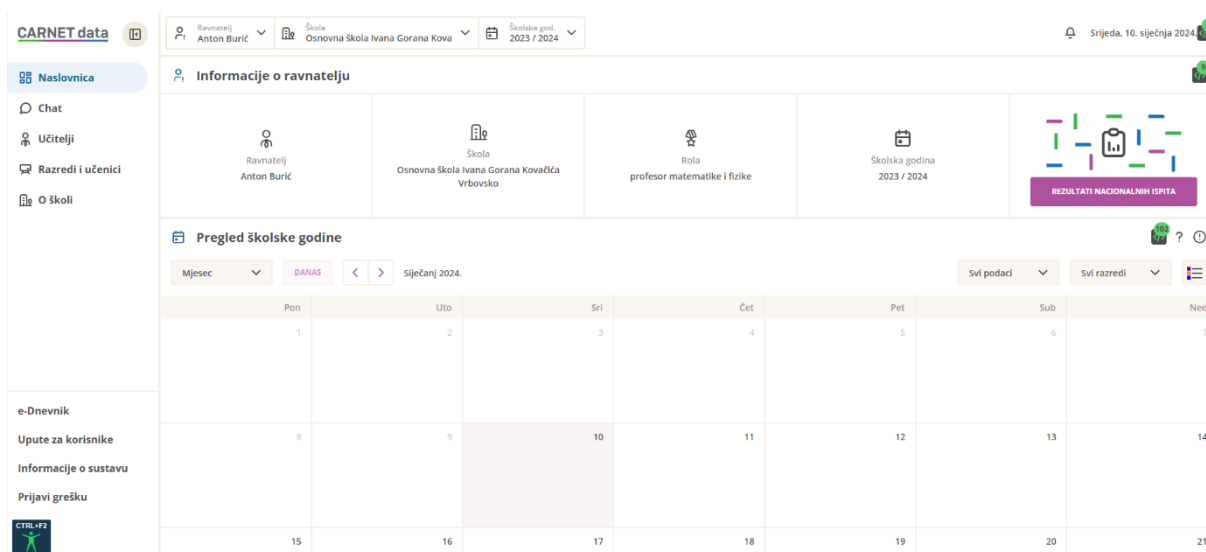 CARNET data
Ravnatelj
Anton Burić
Škola
Osnovna škola Ivana Gorana Kova
Školska god.
2023 / 2024
Srijeda, 10. siječnja 2024.
Naslovnica
Chat
Učitelji
Razredi i učenici
O školi
e-Dnevnik
Upute za korisnike
Informacije o sustavu
Prijavi grešku
CTRL+F2
Informacije o ravnatelju
Ravnatelj
Anton Burić
Škola
Osnovna škola Ivana Gorana Kovačića
Vrbovsko
Rola
profesor matematike i fizike
Školska godina
2023 / 2024
REZULTATI NACIONALNIH ISPITA
Pregled školske godine
102
?
Mjesec
DANAS
Siječanj 2024.
Svi podaci
Svi razredi
Pon Uto Sri Čet Pet Sub Ned
1 2 3 4 5 6 7
8 9 10 11 12 13 14
15 16 17 18 19 20 21